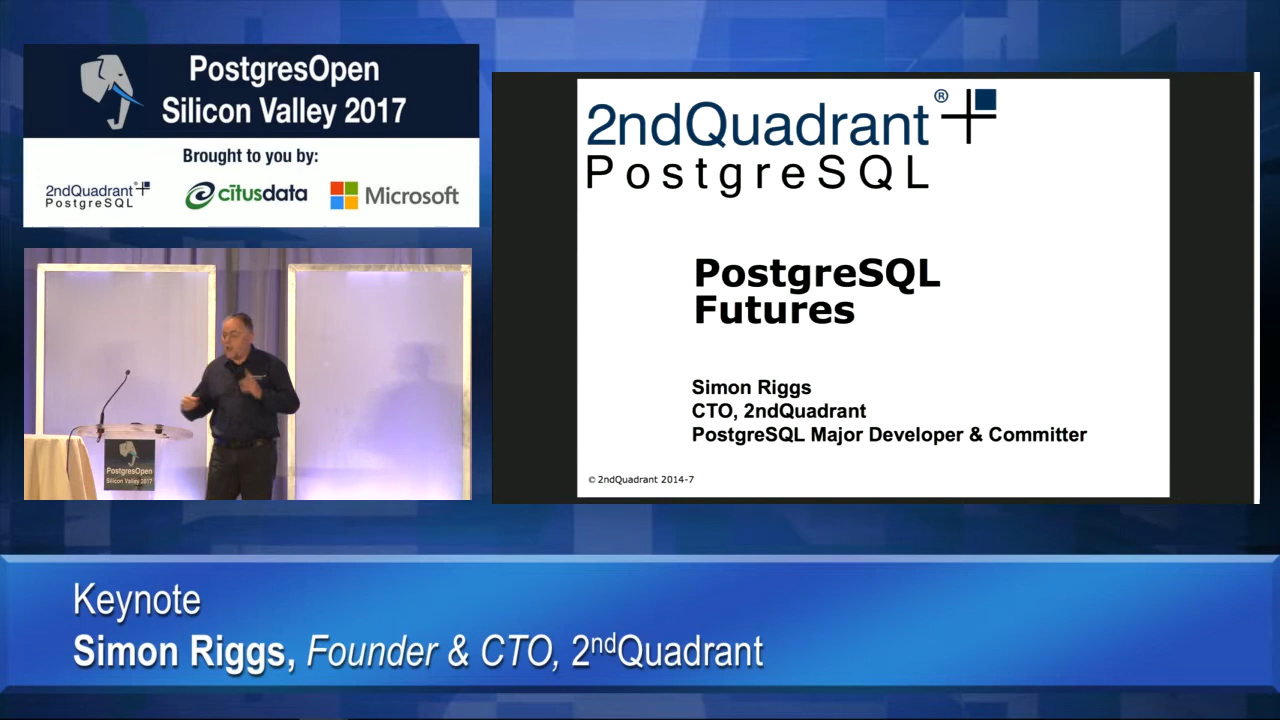 PostgresOpen
Silicon Valley 2017
Brought to you by:
2ndQuadrant®
PostgreSQL
citusdata
Microsoft
PostgresOpen
Silicon Valley 2017
2ndQuadrant®
PostgreSQL
PostgreSQL
Futures
Simon Riggs
CTO, 2ndQuadrant
PostgreSQL Major Developer & Committer
© 2ndQuadrant 2014-7
Keynote
Simon Riggs, Founder & CTO, 2ndQuadrant